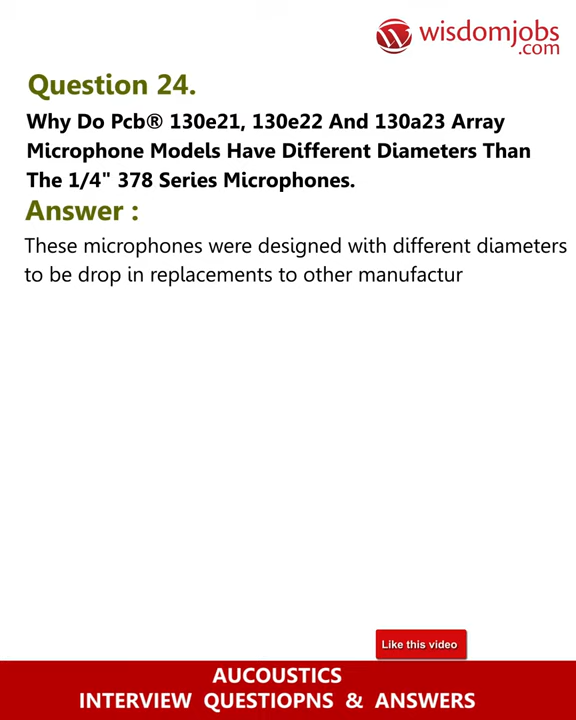 wisdomjobs
.com
Question 24.
Why Do Pcb® 130e21, 130e22 And 130a23 Array
Microphone Models Have Different Diameters Than
The 1/4" 378 Series Microphones.
Answer :
These microphones were designed with different diameters
to be drop in replacements to other manufactur
Like this video
AUCOUSTICS
INTERVIEW QUESTIOPNS & ANSWERS